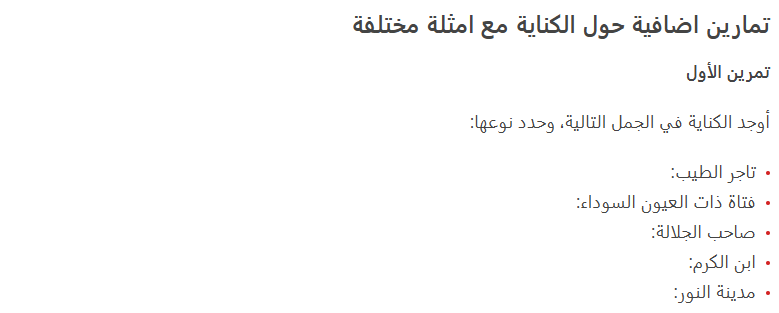 تمارين اضافية حول الكناية مع امثلة مختلفة
تمرين الأول
أوجد الكناية في الجمل التالية، وحدد نوعها:
• تاجر الطيب:
• فتاة ذات العيون السوداء:
• صاحب الجلالة:
• ابن الكرم:
• مدينة النور: